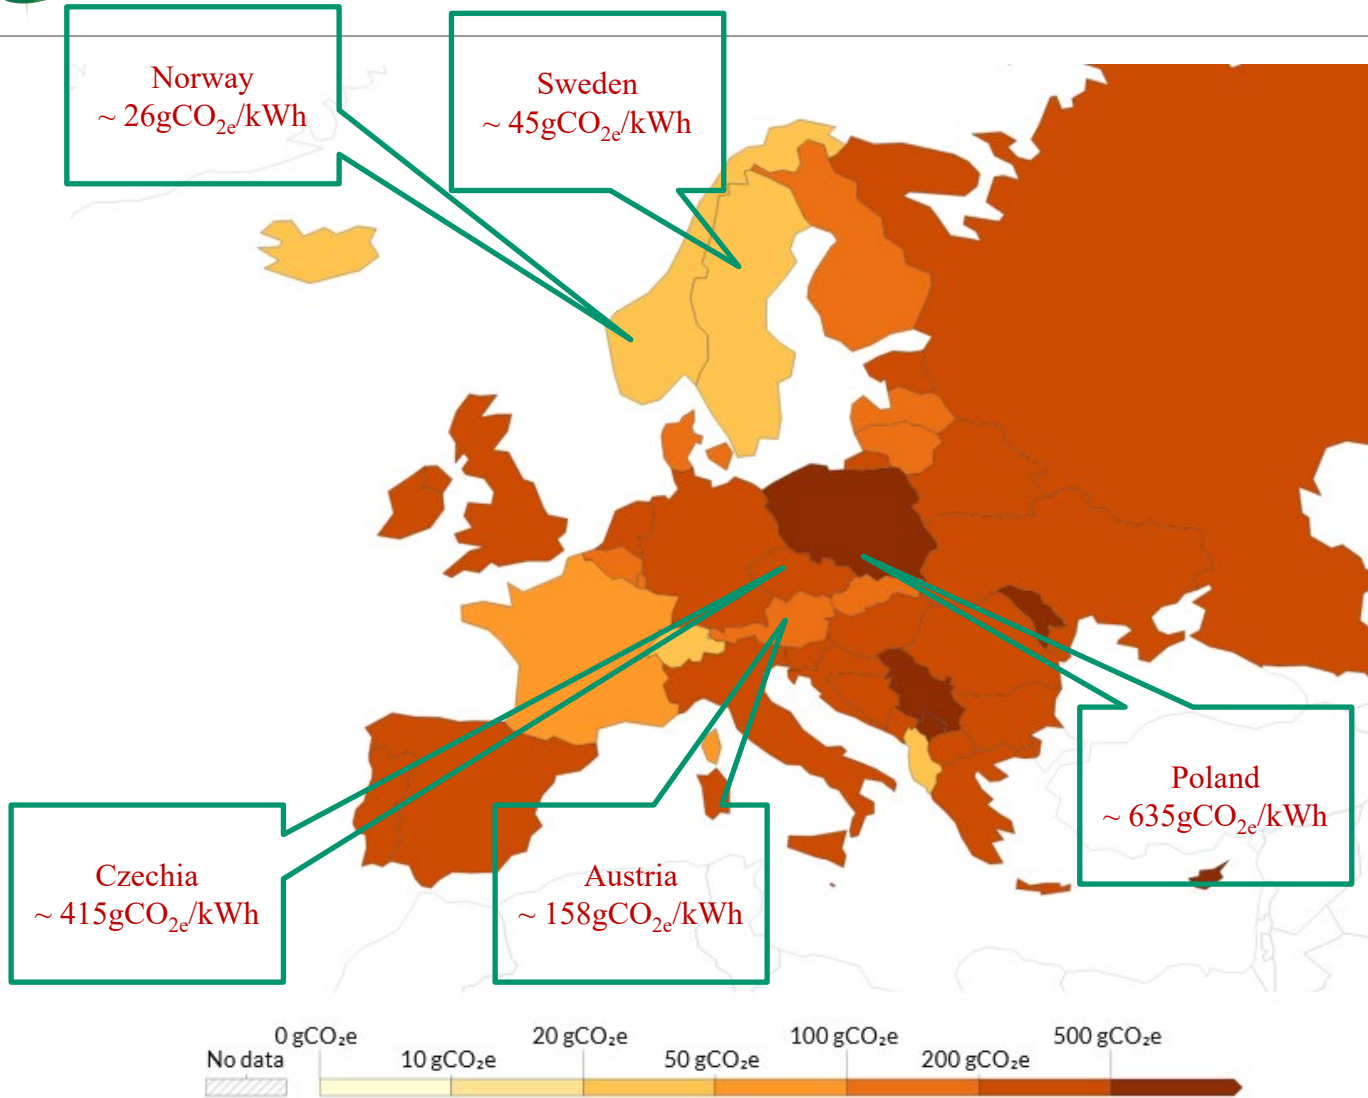 Norway
~ 26gCO₂ₑ/kWh
Sweden
~ 45gCO₂ₑ/kWh
Czechia
~ 415gCO₂ₑ/kWh
Austria
~ 158gCO₂ₑ/kWh
Poland
~ 635gCO₂ₑ/kWh
No data
0 gCO₂e
10 gCO₂e
20 gCO₂e
50 gCO₂e
100 gCO₂e
200 gCO₂e
500 gCO₂e